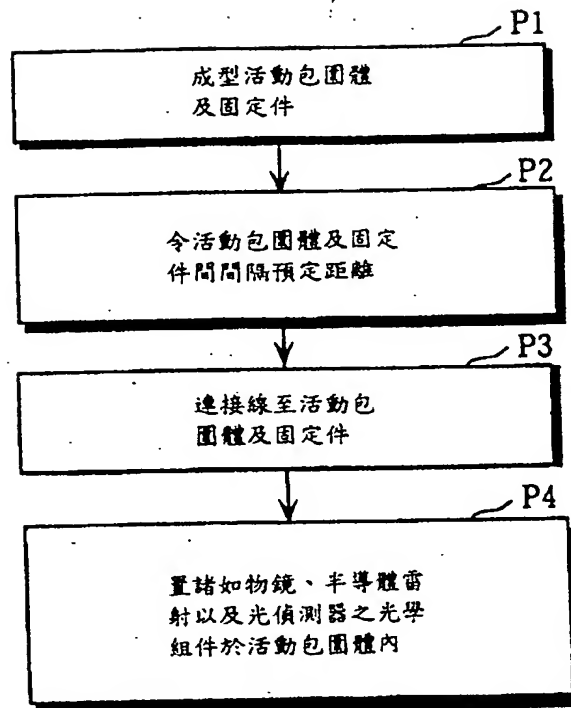 P1
成型活動包圍體
及固定件
P2
令活動包圍體及固定
件間間隔預定距離
P3
連接線至活動包
圍體及固定件
P4
置諸如物鏡、半導體雷
射以及光偵測器之光學
組件於活動包圍體內